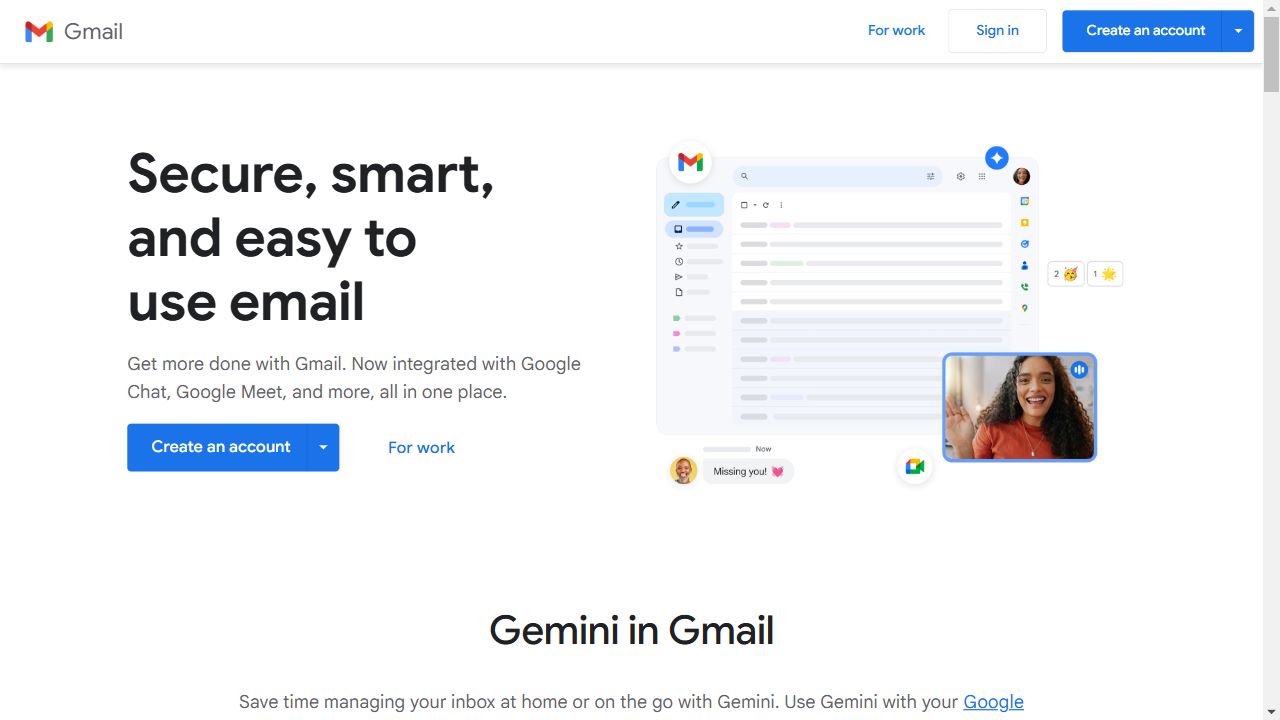 Gmail
For work
Sign in
Create an account
Secure, smart,
and easy to
use email
Get more done with Gmail. Now integrated with Google
Chat, Google Meet, and more, all in one place.
Create an account
For work
2 🥳 1 🌟
Now
Missing you! 💓
Gemini in Gmail
Save time managing your inbox at home or on the go with Gemini. Use Gemini with your Google